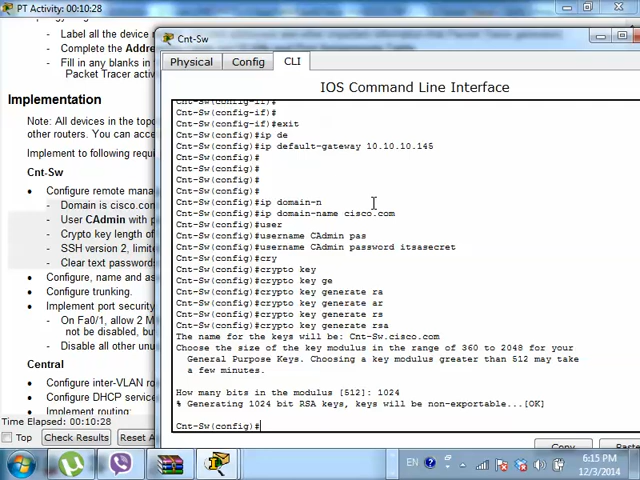 PT Activity: 00:10:28
Label all the device
Complete the Addre
Fill in any blanks in
Packet Tracer activ
Implementation
Note: All devices in the to
other routers. You can acce
Implement to following requir
Cnt-Sw
Configure remote mana
- Domain is cisco.com
- User CAdmin with p
- Crypto key length of
- SSH version 2, limite
- Clear text passwords
Configure, name and as
Configure trunking.
Implement port security
- On Fa0/1, allow 2 M
not be disabled, but
- Disable all other unu
Central
Configure inter-VLAN ro
Configure DHCP service
Implement routing:
Time Elapsed: 00:10:28
Top
Check Results
Reset A
Cnt-Sw
Physical
Config
CLI
IOS Command Line Interface
Cnt-Sw(config-if)#
Cnt-Sw(config-if)#
Cnt-Sw(config-if)#exit
Cnt-Sw(config)#ip de
Cnt-Sw(config)#ip default-gateway 10.10.10.145
Cnt-Sw(config)#
Cnt-Sw(config)#
Cnt-Sw(config)#
Cnt-Sw(config)#
Cnt-Sw(config)#ip domain-n
Cnt-Sw(config)#ip domain-name cisco.com
Cnt-Sw(config)#user
Cnt-Sw(config)#username CAdmin pas
Cnt-Sw(config)#username CAdmin password itsasecret
Cnt-Sw(config)#cry
Cnt-Sw(config)#crypto key
Cnt-Sw(config)#crypto key ge
Cnt-Sw(config)#crypto key generate ra
Cnt-Sw(config)#crypto key generate ar
Cnt-Sw(config)#crypto key generate rs
Cnt-Sw(config)#crypto key generate rsa
The name for the keys will be: Cnt-Sw.cisco.com
Choose the size of the key modulus in the range of 360 to 2048 for your
General Purpose Keys. Choosing a key modulus greater than 512 may take
a few minutes.
How many bits in the modulus [512]: 1024
% Generating 1024 bit RSA keys, keys will be non-exportable...[OK]
Cnt-Sw(config)#
Copy
Paste
EN
6:15 PM
12/3/2014